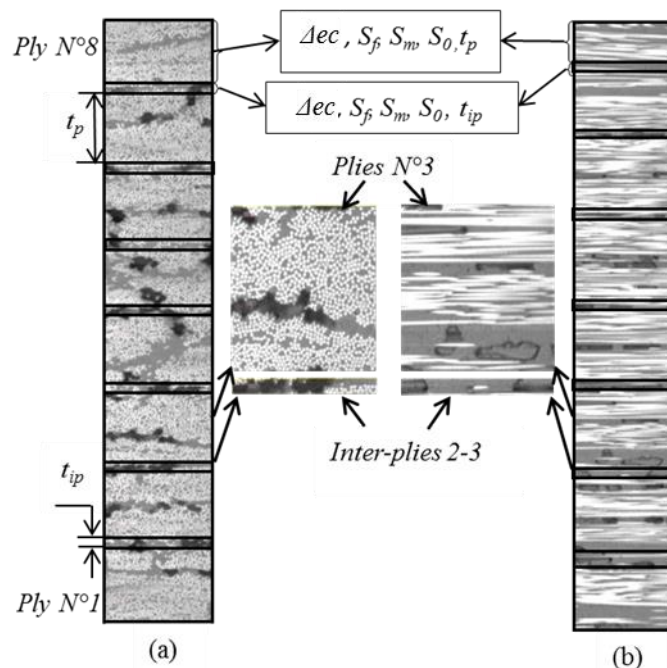 Ply N°8
Δec , Sf, Sm, S0, tp
Δec, Sf, Sm, S0, tip
tp
Plies N°3
Inter-plies 2-3
tip
Ply N°1
(a)
(b)